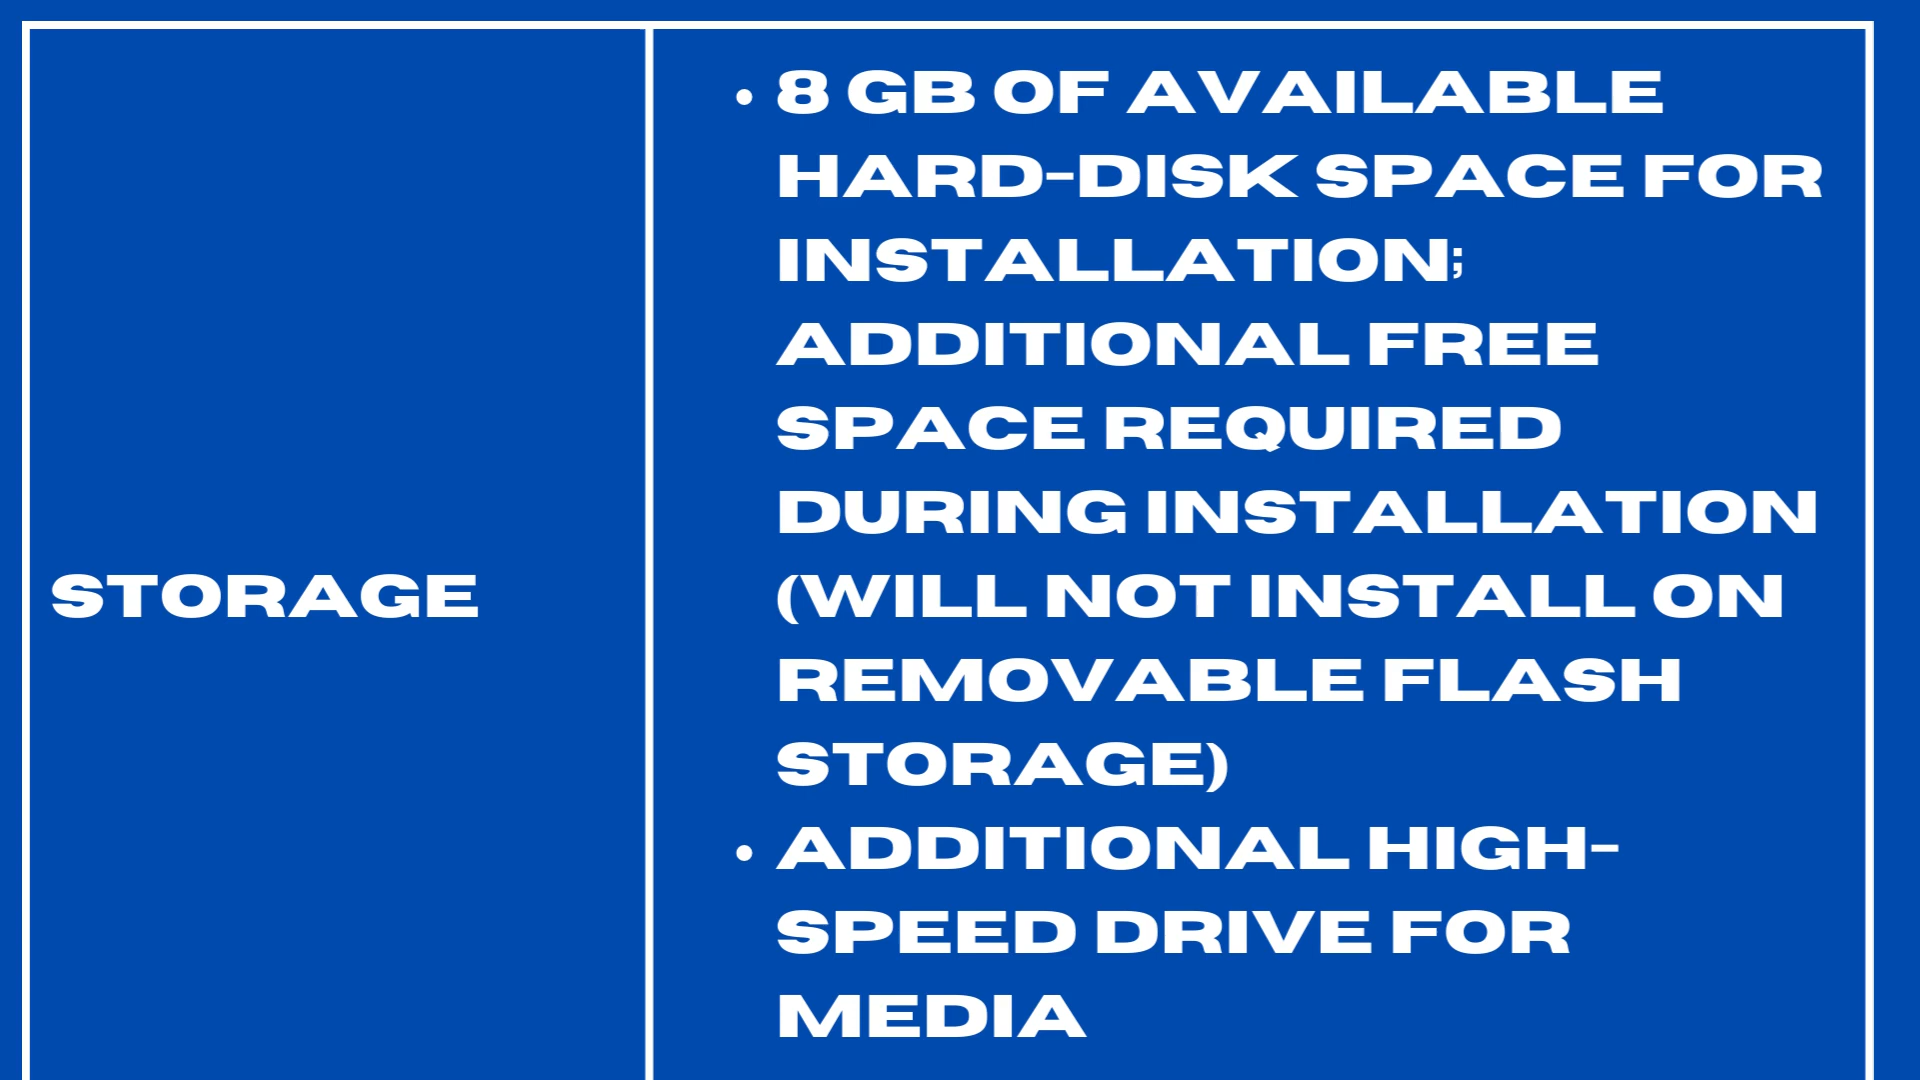 STORAGE
• 8 GB OF AVAILABLE
HARD-DISK SPACE FOR
INSTALLATION;
ADDITIONAL FREE
SPACE REQUIRED
DURING INSTALLATION
(WILL NOT INSTALL ON
REMOVABLE FLASH
STORAGE)
• ADDITIONAL HIGH-
SPEED DRIVE FOR
MEDIA